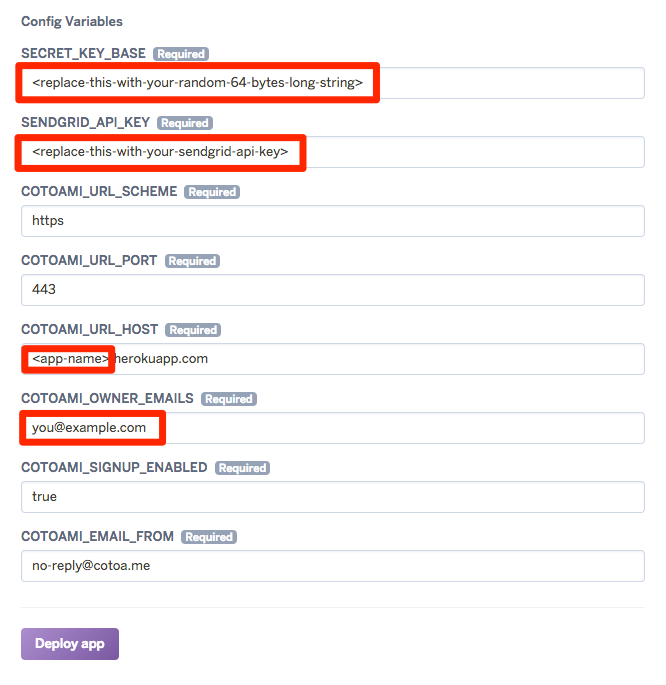 Config Variables
SECRET_KEY_BASE Required
<replace-this-with-your-random-64-bytes-long-string>
SENDGRID_API_KEY Required
<replace-this-with-your-sendgrid-api-key>
COTOAMI_URL_SCHEME Required
https
COTOAMI_URL_PORT Required
443
COTOAMI_URL_HOST Required
<app-name>.herokuapp.com
COTOAMI_OWNER_EMAILS Required
you@example.com
COTOAMI_SIGNUP_ENABLED Required
true
COTOAMI_EMAIL_FROM Required
no-reply@cotoa.me
Deploy app